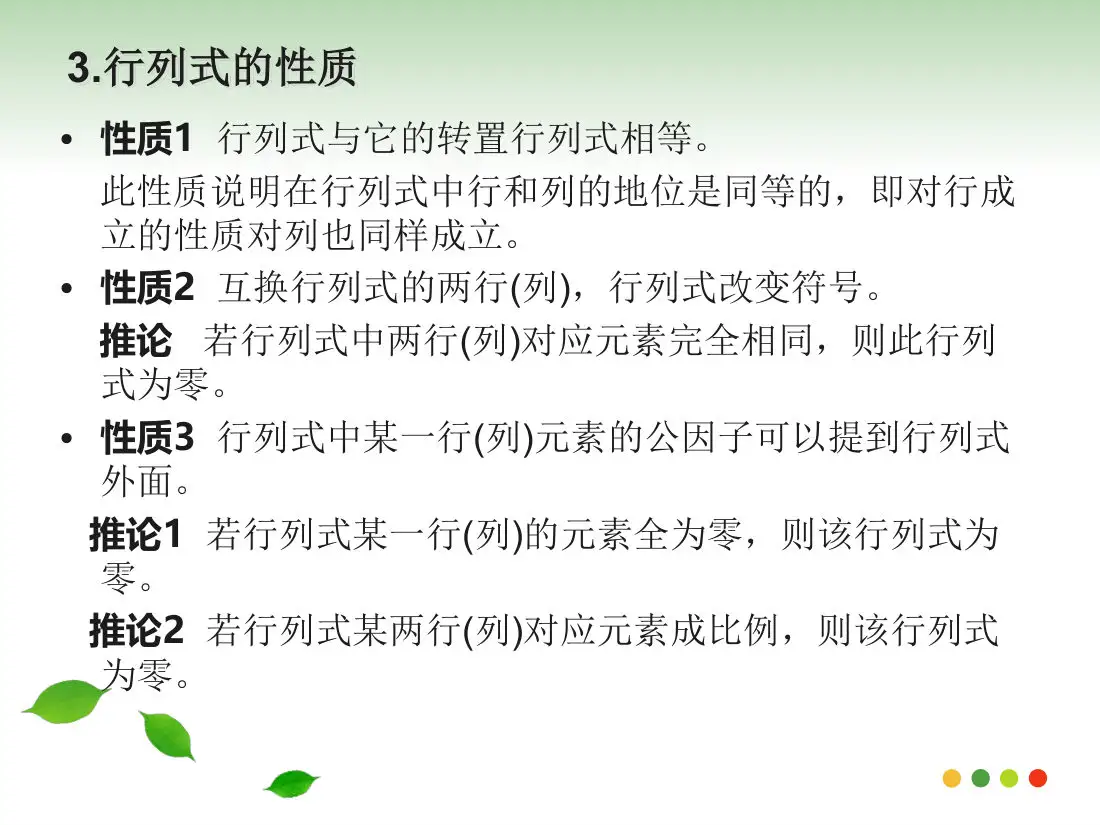 3.行列式的性质
• 性质1 行列式与它的转置行列式相等。
此性质说明在行列式中行和列的地位是同等的，即对行成
立的性质对列也同样成立。
• 性质2 互换行列式的两行(列)，行列式改变符号。
推论 若行列式中两行(列)对应元素完全相同，则此行列
式为零。
• 性质3 行列式中某一行(列)元素的公因子可以提到行列式
外面。
推论1 若行列式某一行(列)的元素全为零，则该行列式为
零。
推论2 若行列式某两行(列)对应元素成比例，则该行列式
为零。